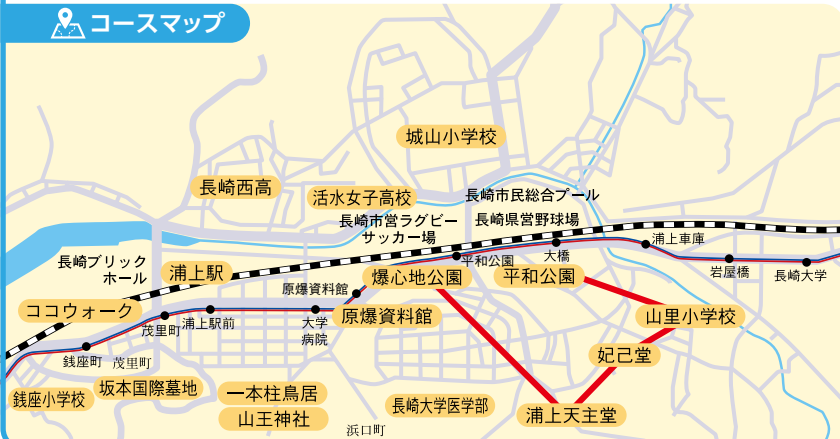 コースマップ
城山小学校
長崎西高
活水女子高校
長崎市民総合プール
長崎市営ラグビー
サッカー場
長崎県営野球場
浦上車庫
長崎ブリック
ホール
浦上駅
平和公園
大橋
岩屋橋
長崎大学
爆心地公園
平和公園
原爆資料館
ココウォーク
原爆資料館
山里小学校
茂里町
浦上駅前
大学
病院
銭座町
茂里町
如己堂
銭座小学校
坂本国際墓地
一本柱鳥居
山王神社
長崎大学医学部
浦上天主堂
浜口町